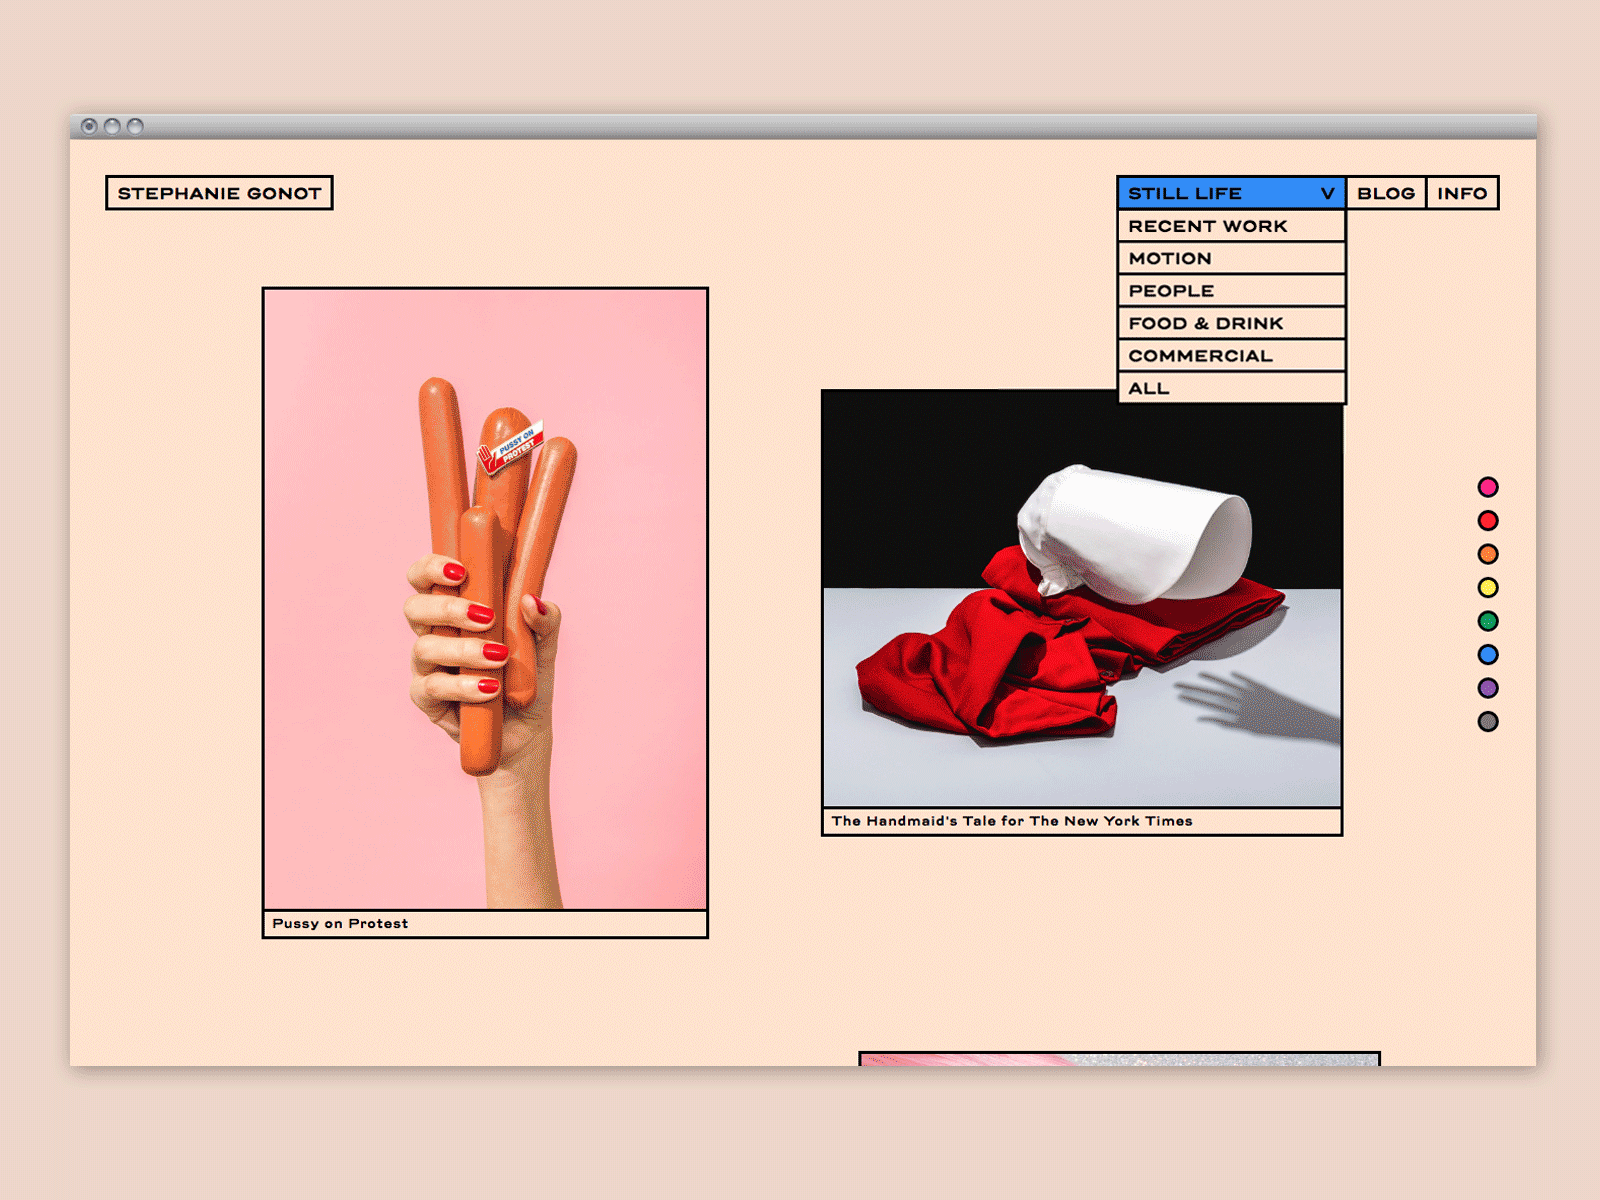 STEPHANIE GONOT
STILL LIFE V BLOG INFO
RECENT WORK
MOTION
PEOPLE
FOOD & DRINK
COMMERCIAL
ALL
PUSSY ON
PROTEST
The Handmaid's Tale for The New York Times
Pussy on Protest